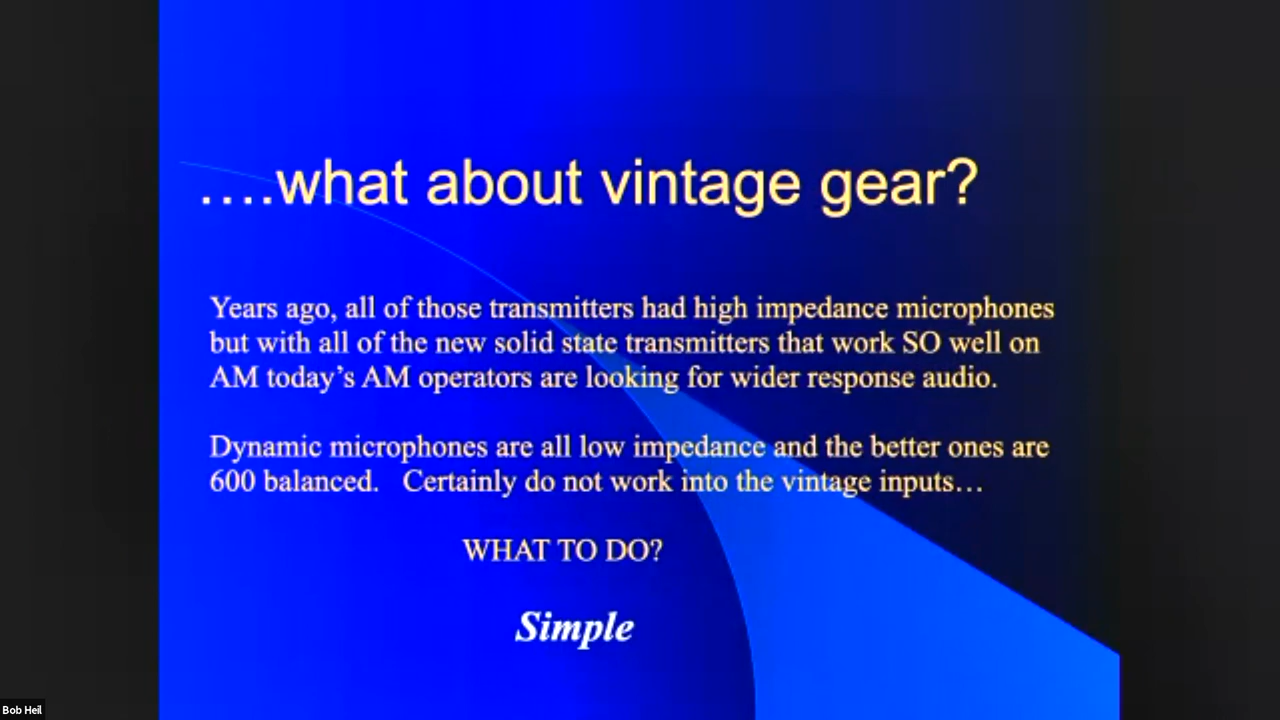 ….what about vintage gear?
Years ago, all of those transmitters had high impedance microphones
but with all of the new solid state transmitters that work SO well on
AM today’s AM operators are looking for wider response audio.
Dynamic microphones are all low impedance and the better ones are
600 balanced.   Certainly do not work into the vintage inputs…
WHAT TO DO?
Simple
Bob Heil